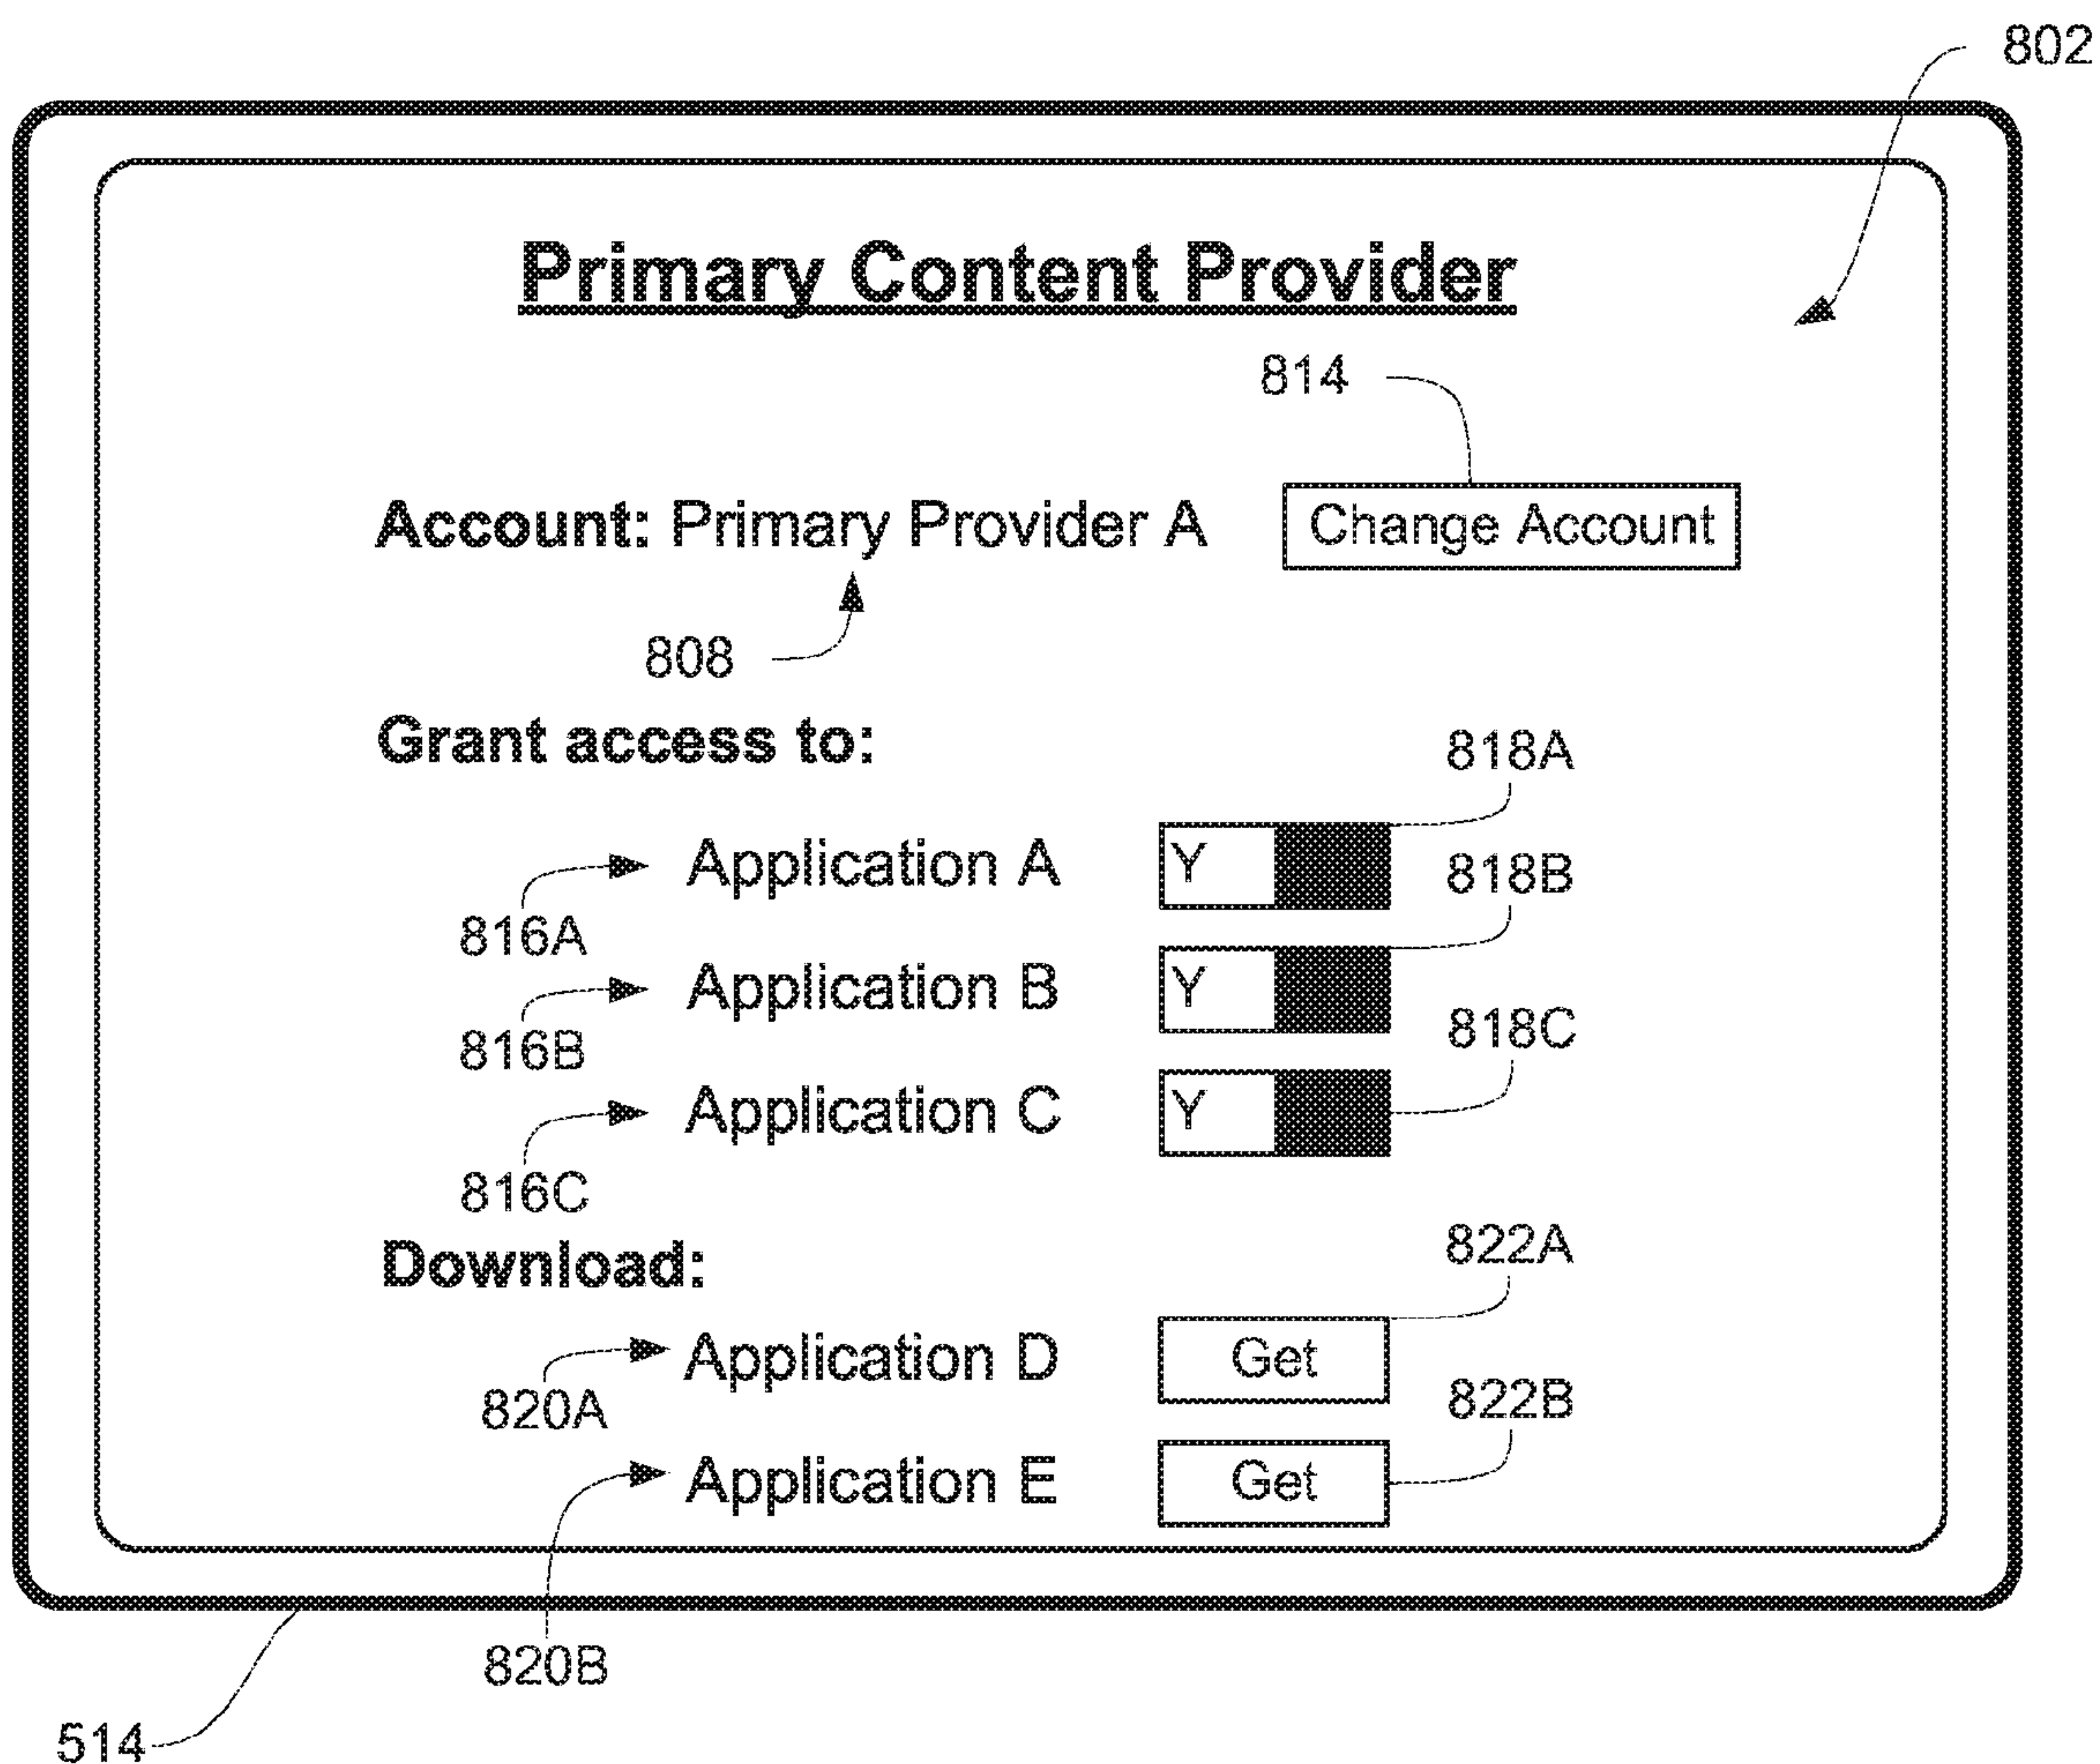 802
Primary Content Provider
814
Account: Primary Provider A Change Account
808
Grant access to:
818A
Application A Y
818B
816A
Application B Y
818C
816B
Application C Y
816C
Download:
822A
Application D Get
820A
822B
Application E Get
820B
514